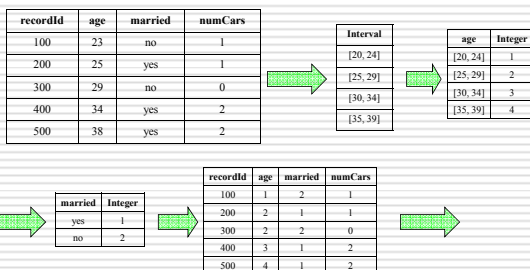 recordId age married numCars
100 23 no 1
200 25 yes 1
300 29 no 0
400 34 yes 2
500 38 yes 2
Interval
[20, 24]
[25, 29]
[30, 34]
[35, 39]
age Integer
[20, 24] 1
[25, 29] 2
[30, 34] 3
[35, 39] 4
married Integer
yes 1
no 2
recordId age married numCars
100 1 2 1
200 2 1 1
300 2 2 0
400 3 1 2
500 4 1 2